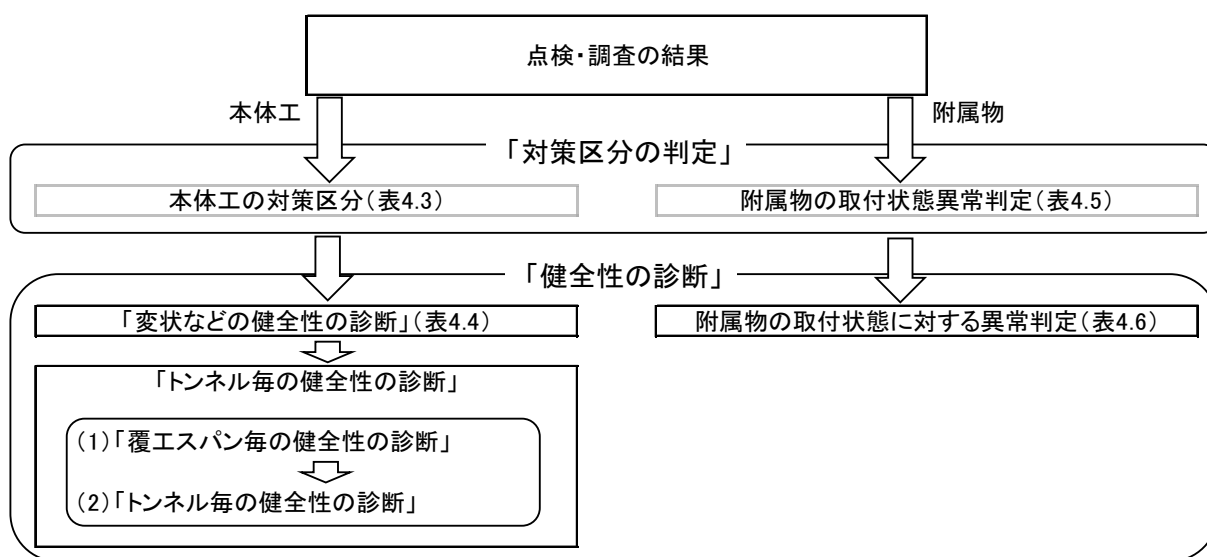 点検・調査の結果
本体工
附属物
「対策区分の判定」
本体工の対策区分(表4.3)
附属物の取付状態異常判定(表4.5)
「健全性の診断」
「変状などの健全性の診断」(表4.4)
附属物の取付状態に対する異常判定(表4.6)
「トンネル毎の健全性の診断」
(1)「覆工スパン毎の健全性の診断」
(2)「トンネル毎の健全性の診断」